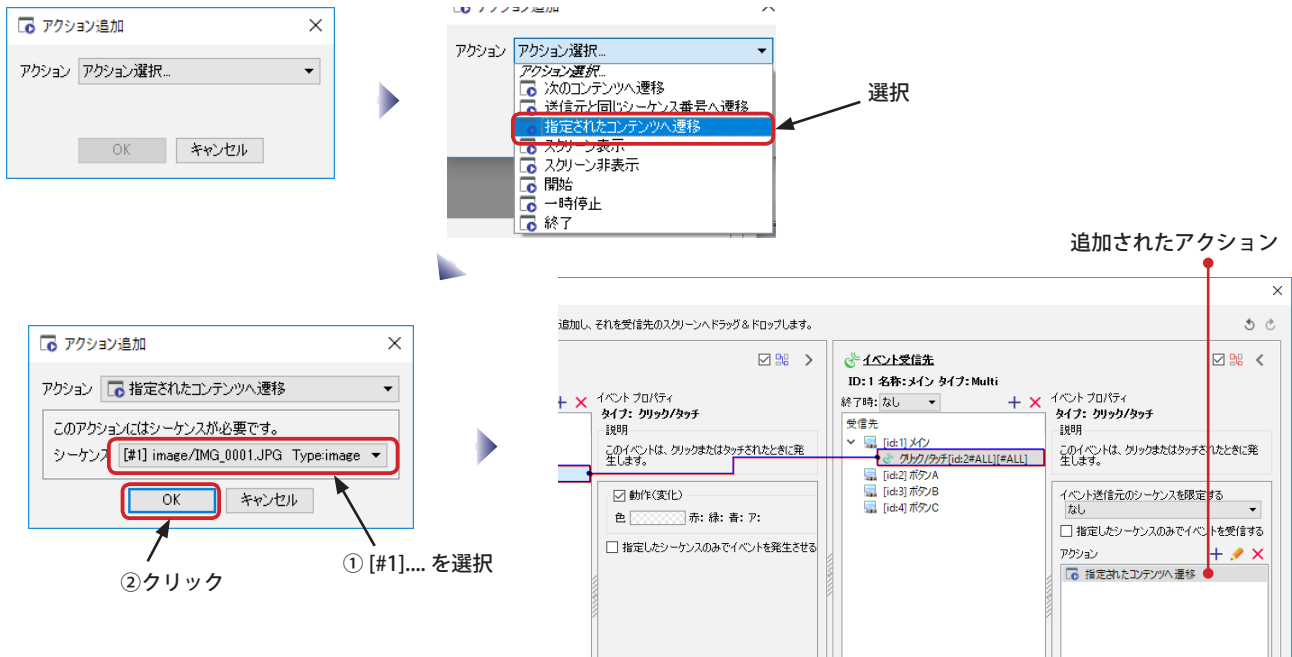 アクション追加
アクション アクション選択...
OK キャンセル
アクション追加
アクション アクション選択...
アクション選択...
次のコンテンツへ遷移
送信元と同じシーケンス番号へ遷移
指定されたコンテンツへ遷移
スクリーン表示
スクリーン非表示
開始
一時停止
終了
選択
追加されたアクション
アクション追加
アクション 指定されたコンテンツへ遷移
このアクションにはシーケンスが必要です。
シーケンス [#1] image/IMG_0001.JPG Type:image
OK キャンセル
① [#1].... を選択
②クリック
追加し、それを受信先のスクリーンへドラッグ&ドロップします。
イベント プロパティ
タイプ: クリック/タッチ
説明
このイベントは、クリックまたはタッチされたときに発
生します。
動作(変化)
色 赤: 緑: 青: ア:
指定したシーケンスのみでイベントを発生させる
イベント受信先
ID: 1 名称: メイン タイプ: Multi
終了時: なし
受信先
[id:1] メイン
クリック/タッチ[id:2#ALL][#ALL]
[id:2] ボタンA
[id:3] ボタンB
[id:4] ボタンC
イベント プロパティ
タイプ: クリック/タッチ
説明
このイベントは、クリックまたはタッチされたときに発
生します。
イベント送信元のシーケンスを限定する
なし
指定したシーケンスのみでイベントを受信する
アクション
指定されたコンテンツへ遷移